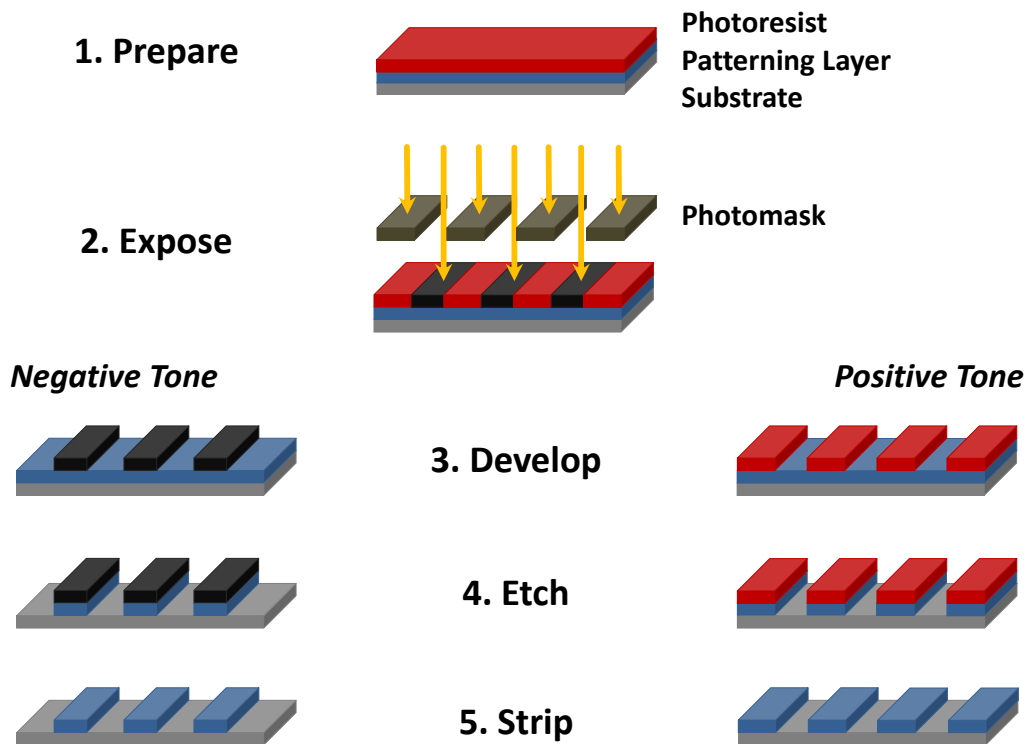 1. Prepare
Photoresist
Patterning Layer
Substrate
2. Expose
Photomask
Negative Tone
Positive Tone
3. Develop
4. Etch
5. Strip